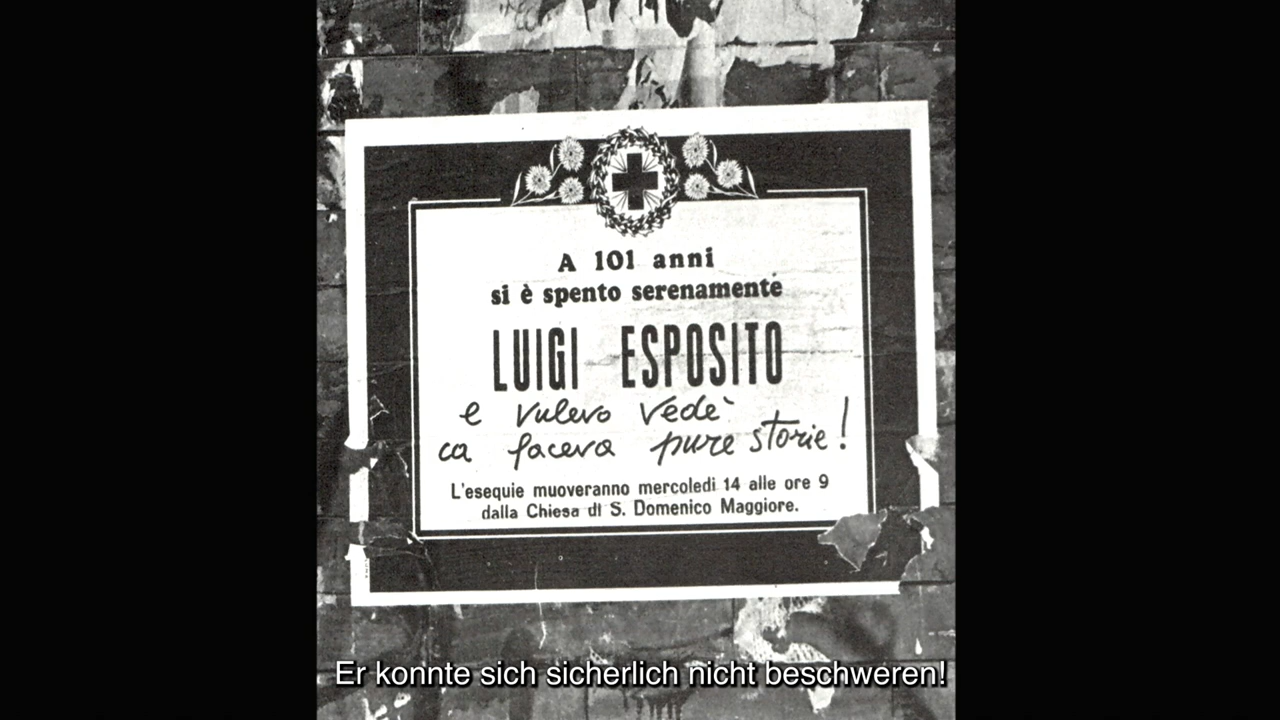 A 101 anni
si è spento serenamente
LUIGI ESPOSITO
e vulevo vedè
ca faceva pure storie!
L'esequie muoveranno mercoledi 14 alle ore 9
dalla Chiesa di S. Domenico Maggiore.
Er konnte sich sicherlich nicht beschweren!